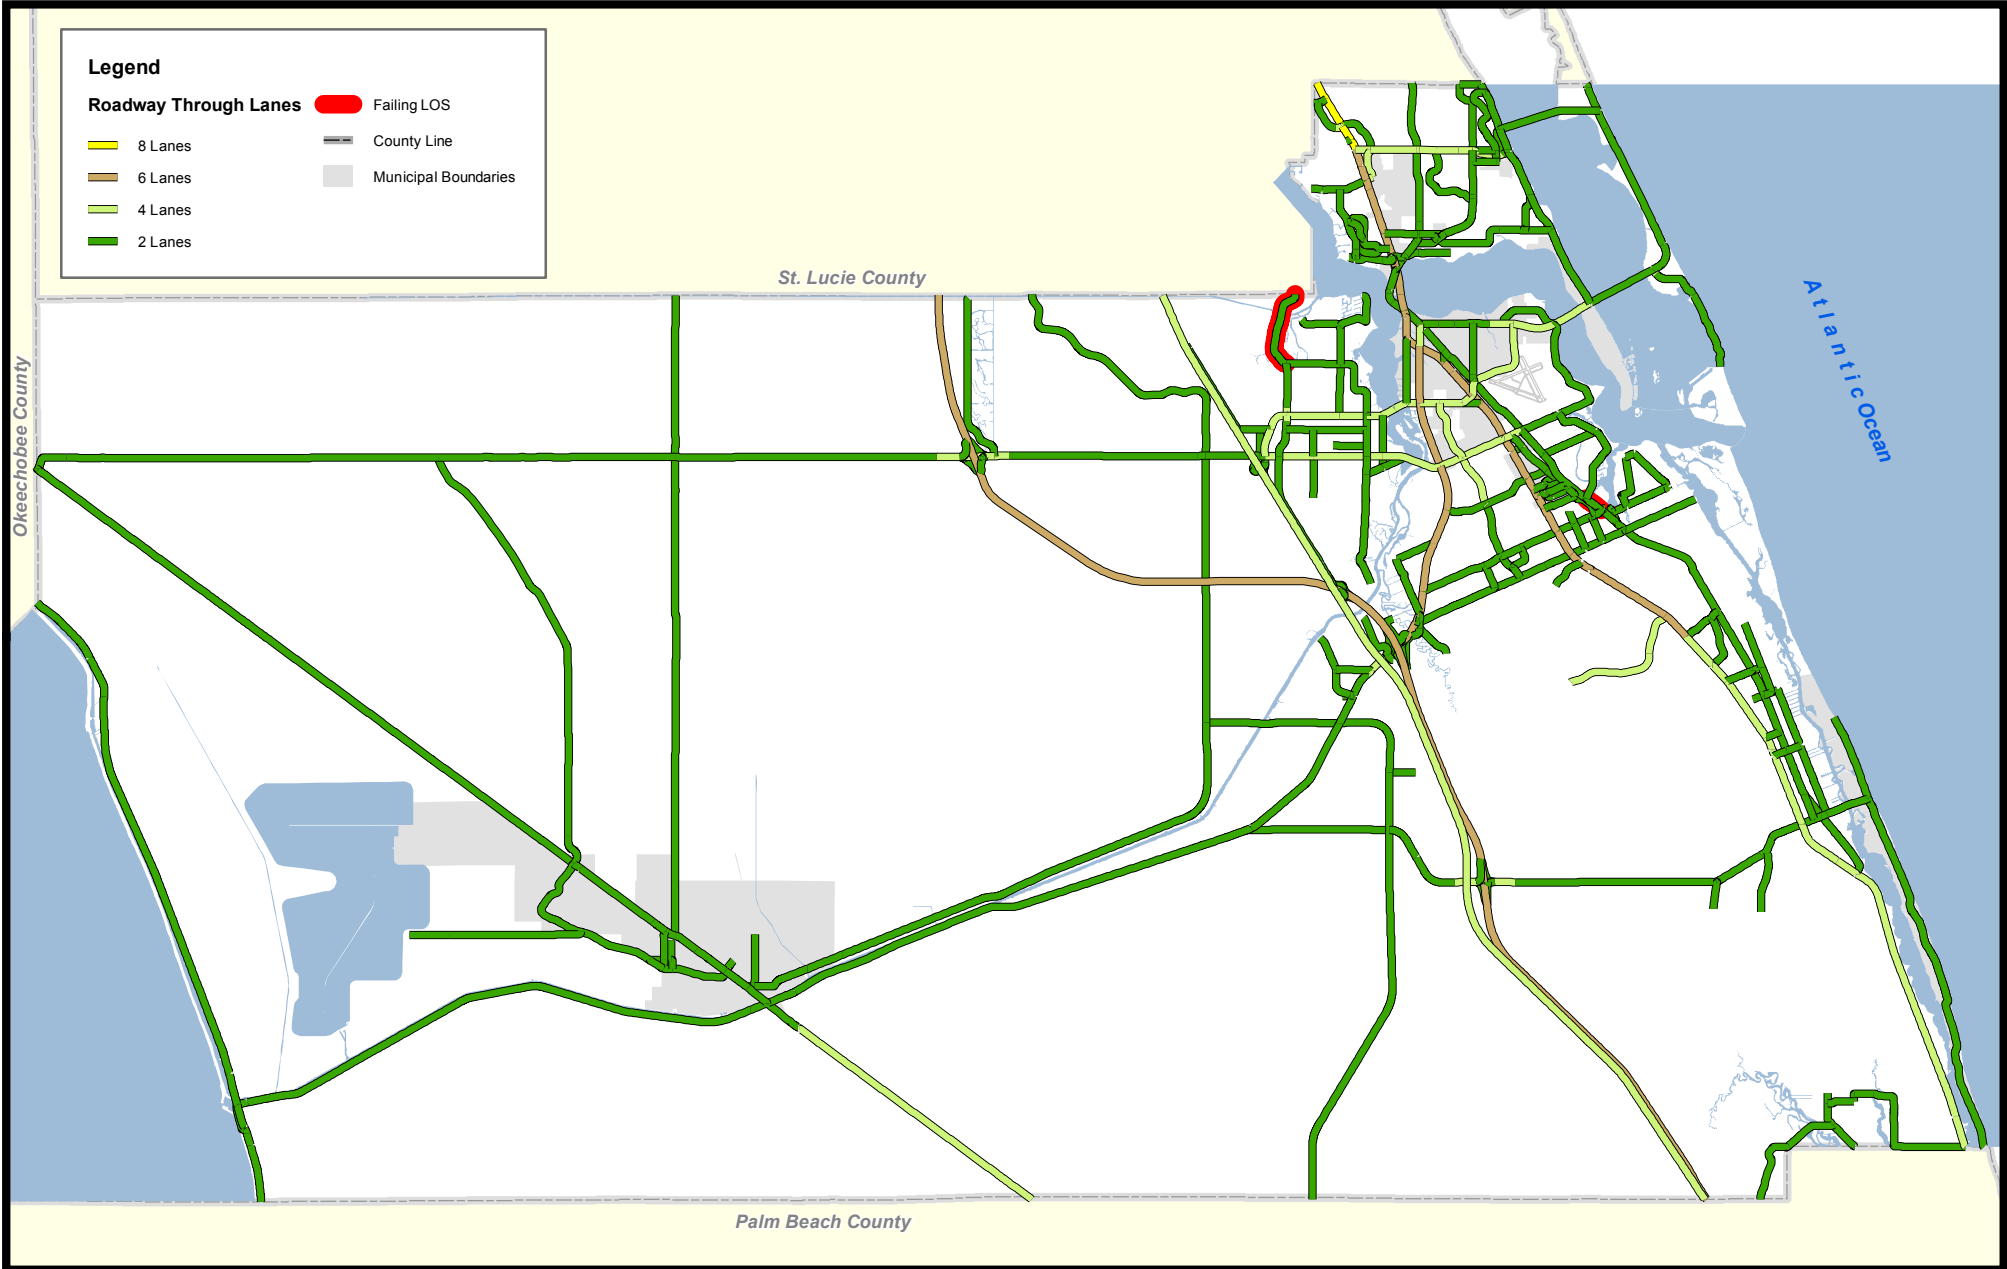 Legend
Roadway Through Lanes
8 Lanes
6 Lanes
4 Lanes
2 Lanes
Failing LOS
County Line
Municipal Boundaries
St. Lucie County
Okeechobee County
Atlantic Ocean
Palm Beach County